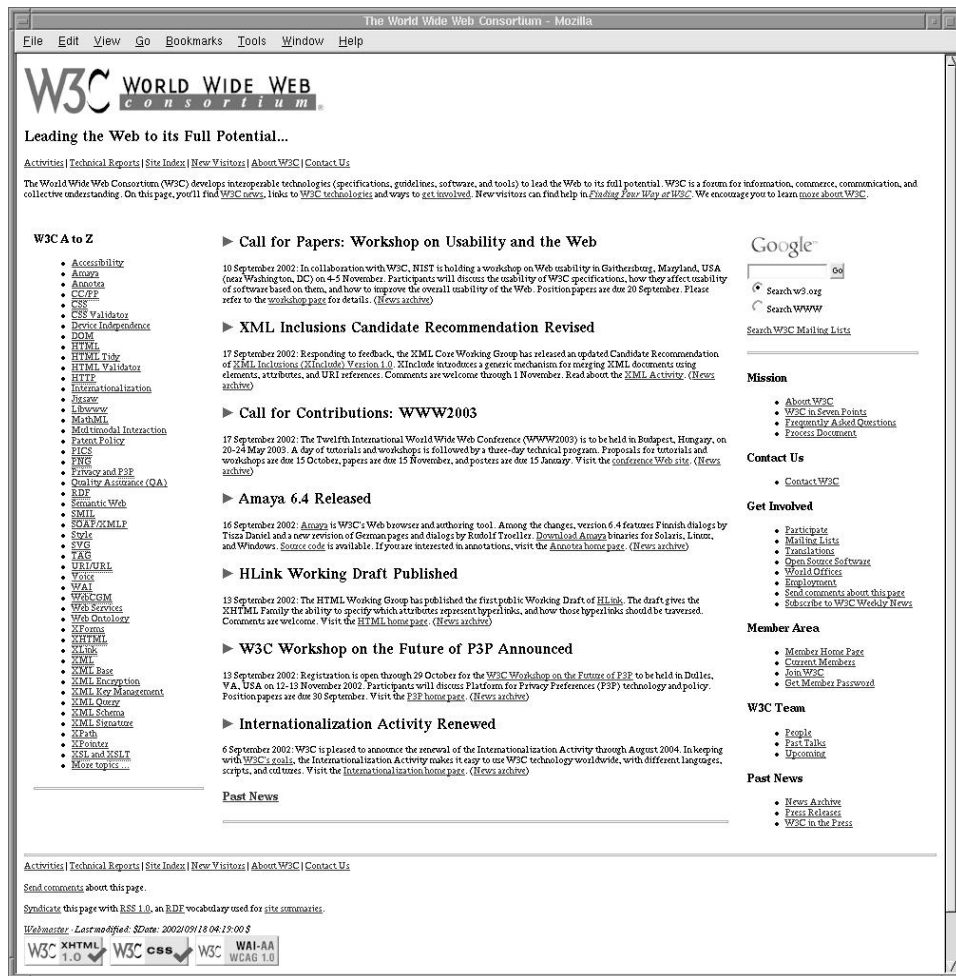 The World Wide Web Consortium - Mozilla
File Edit View Go Bookmarks Tools Window Help
W3C WORLD WIDE WEB
consortium ®
Leading the Web to its Full Potential...
Activities | Technical Reports | Site Index | New Visitors | About W3C | Contact Us
The World Wide Web Consortium (W3C) develops interoperable technologies (specifications, guidelines, software, and tools) to lead the Web to its full potential. W3C is a forum for information, commerce, communication, and
collective understanding. On this page, you'll find W3C news, links to W3C technologies and ways to get involved. New visitors can find help in Finding Your Way at W3C. We encourage you to learn more about W3C.
W3C A to Z
Accessibility
Amaya
Annotea
CC/PP
CSS
CSS Validator
Device Independence
DOM
HTML
HTML Tidy
HTML Validator
HTTP
Internationalization
Jigsaw
Libwww
MathML
Multimodal Interaction
Patent Policy
PICS
PNG
Privacy and P3P
Quality Assurance (QA)
RDF
Semantic Web
SMIL
SOAP/XMLP
Style
SVG
TAG
URI/URL
Voice
WAI
WebCGM
Web Services
Web Ontology
XForms
XHTML
XLink
XML
XML Base
XML Encryption
XML Key Management
XML Query
XML Schema
XML Signature
XPath
XPointer
XSL and XSLT
More topics ...
Call for Papers: Workshop on Usability and the Web
10 September 2002: In collaboration with W3C, NIST is holding a workshop on Web usability in Gaithersburg, Maryland, USA
(near Washington, DC) on 4-5 November. Participants will discuss the usability of W3C specifications, how they affect usability
of software based on them, and how to improve the overall usability of the Web. Position papers are due 20 September. Please
refer to the workshop page for details. (News archive)
XML Inclusions Candidate Recommendation Revised
17 September 2002: Responding to feedback, the XML Core Working Group has released an updated Candidate Recommendation
of XML Inclusions (XInclude) Version 1.0. XInclude introduces a generic mechanism for merging XML documents using
elements, attributes, and URI references. Comments are welcome through 1 November. Read about the XML Activity. (News
archive)
Call for Contributions: WWW2003
17 September 2002: The Twelfth International World Wide Web Conference (WWW2003) is to be held in Budapest, Hungary, on
20-24 May 2003. A day of tutorials and workshops is followed by a three-day technical program. Proposals for tutorials and
workshops are due 15 October, papers are due 15 November, and posters are due 15 January. Visit the conference Web site. (News
archive)
Amaya 6.4 Released
16 September 2002: Amaya is W3C's Web browser and authoring tool. Among the changes, version 6.4 features Finnish dialogs by
Tisza Daniel and a new revision of German pages and dialogs by Rudolf Troeller. Download Amaya binaries for Solaris, Linux,
and Windows. Source code is available. If you are interested in annotations, visit the Annotea home page. (News archive)
HLink Working Draft Published
13 September 2002: The HTML Working Group has published the first public Working Draft of HLink. The draft gives the
XHTML Family the ability to specify which attributes represent hyperlinks, and how those hyperlinks should be traversed.
Comments are welcome. Visit the HTML home page. (News archive)
W3C Workshop on the Future of P3P Announced
13 September 2002: Registration is open through 29 October for the W3C Workshop on the Future of P3P to be held in Dulles,
VA, USA on 12-13 November 2002. Participants will discuss Platform for Privacy Preferences (P3P) technology and policy.
Position papers are due 30 September. Visit the P3P home page. (News archive)
Internationalization Activity Renewed
6 September 2002: W3C is pleased to announce the renewal of the Internationalization Activity through August 2004. In keeping
with W3C's goals, the Internationalization Activity makes it easy to use W3C technology worldwide, with different languages,
scripts, and cultures. Visit the Internationalization home page. (News archive)
Past News
Google
Go
Search w3.org
Search WWW
Search W3C Mailing Lists
Mission
About W3C
W3C in Seven Points
Frequently Asked Questions
Process Document
Contact Us
Contact W3C
Get Involved
Participate
Mailing Lists
Translations
Open Source Software
World Offices
Employment
Send comments about this page
Subscribe to W3C Weekly News
Member Area
Member Home Page
Current Members
Join W3C
Get Member Password
W3C Team
People
Past Talks
Upcoming
Past News
News Archive
Press Releases
W3C in the Press
Activities | Technical Reports | Site Index | New Visitors | About W3C | Contact Us
Send comments about this page.
Syndicate this page with RSS 1.0, an RDF vocabulary used for site summaries.
Webmaster · Last modified: $Date: 2002/09/18 04:19:00 $
W3C XHTML 1.0 W3C CSS W3C WAI-AA WCAG 1.0